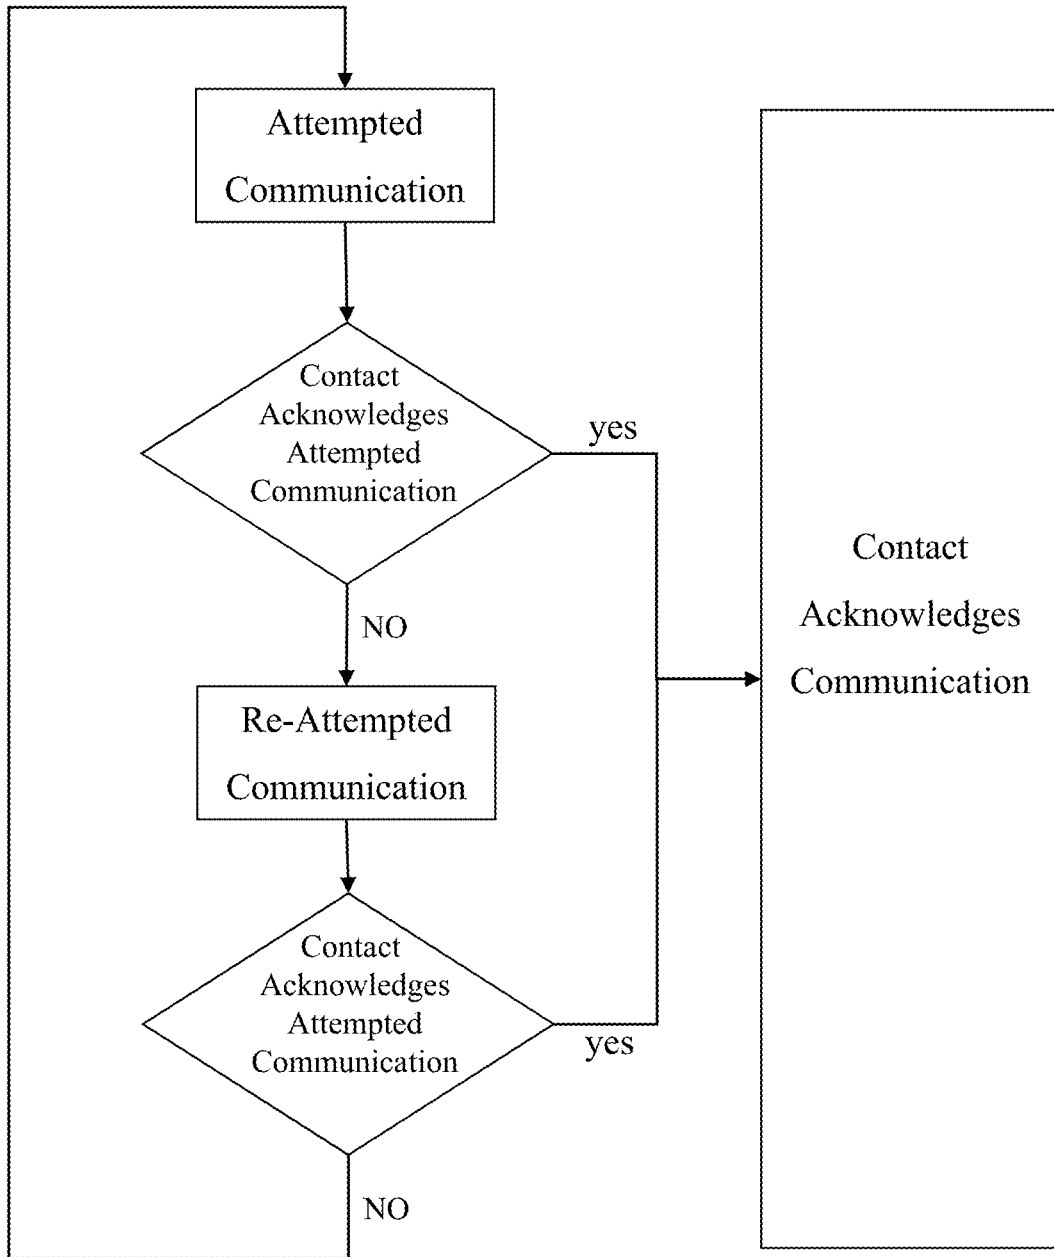 Attempted
Communication
Contact
Acknowledges
Attempted
Communication
yes
NO
Re-Attempted
Communication
Contact
Acknowledges
Attempted
Communication
yes
NO
Contact
Acknowledges
Communication